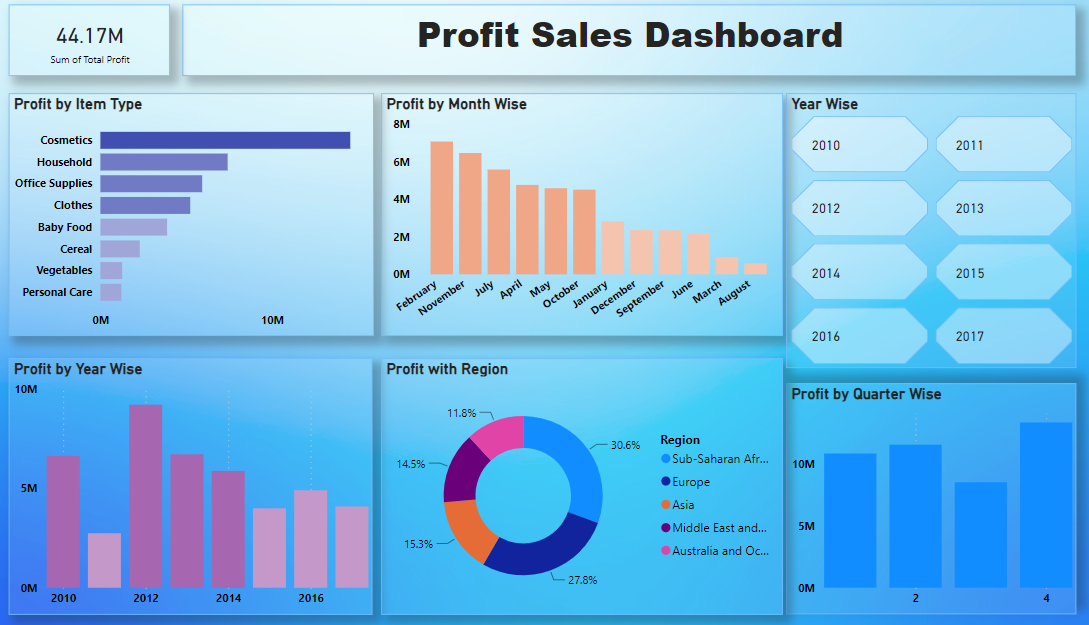 44.17M
Sum of Total Profit
Profit Sales Dashboard
Profit by Item Type
Cosmetics
Household
Office Supplies
Clothes
Baby Food
Cereal
Vegetables
Personal Care
0M 10M
Profit by Month Wise
8M
6M
4M
2M
0M
February November July April May October January December September June March August
Year Wise
2010 2011
2012 2013
2014 2015
2016 2017
Profit by Year Wise
10M
5M
0M
2010 2012 2014 2016
Profit with Region
11.8%
30.6%
14.5%
15.3%
27.8%
Region
Sub-Saharan Afr...
Europe
Asia
Middle East and...
Australia and Oc...
Profit by Quarter Wise
10M
5M
0M
2 4